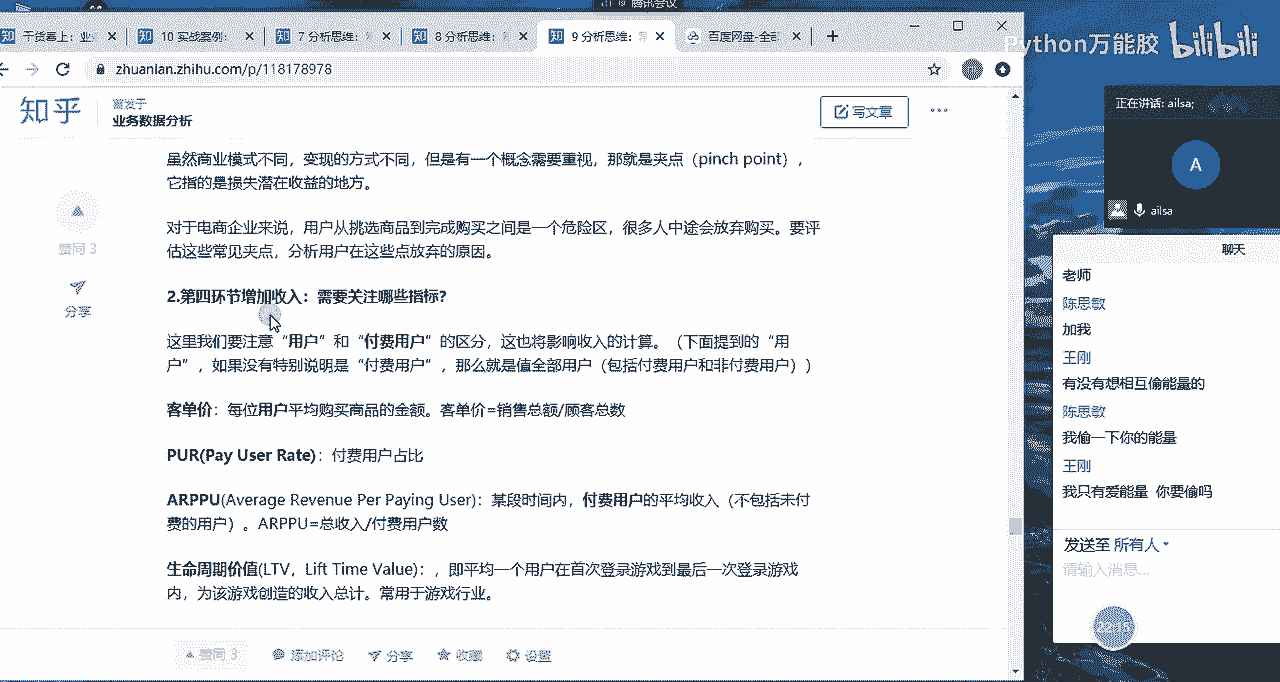 腾讯会议
干货奉上：业
10 实战案例：
7 分析思维：
8 分析思维：
9 分析思维：
百度网盘-全部
zhuanlan.zhihu.com/p/118178978
Python万能胶 bilibili
知乎
首发于
业务数据分析
写文章
虽然商业模式不同，变现的方式不同，但是有一个概念需要重视，那就是夹点（pinch point），
它指的是损失潜在收益的地方。
对于电商企业来说，用户从挑选商品到完成购买之间是一个危险区，很多人中途会放弃购买。要评
估这些常见夹点，分析用户在这些点放弃的原因。
2.第四环节增加收入：需要关注哪些指标?
这里我们要注意“用户”和“付费用户”的区分，这也将影响收入的计算。（下面提到的“用
户”，如果没有特别说明是“付费用户”，那么就是值全部用户（包括付费用户和非付费用户））
客单价：每位用户平均购买商品的金额。客单价=销售总额/顾客总数
PUR(Pay User Rate)：付费用户占比
ARPPU(Average Revenue Per Paying User)：某段时间内，付费用户的平均收入（不包括未付
费的用户）。ARPPU=总收入/付费用户数
生命周期价值(LTV，Lift Time Value)：，即平均一个用户在首次登录游戏到最后一次登录游戏
内，为该游戏创造的收入总计。常用于游戏行业。
赞同 3
分享
赞同 3
添加评论
分享
收藏
设置
正在讲话: ailsa;
A
ailsa
聊天
老师
陈思敏
加我
王刚
有没有想相互偷能量的
陈思敏
我偷一下你的能量
王刚
我只有爱能量 你要偷吗
发送至 所有人
请输入消息...
22:15